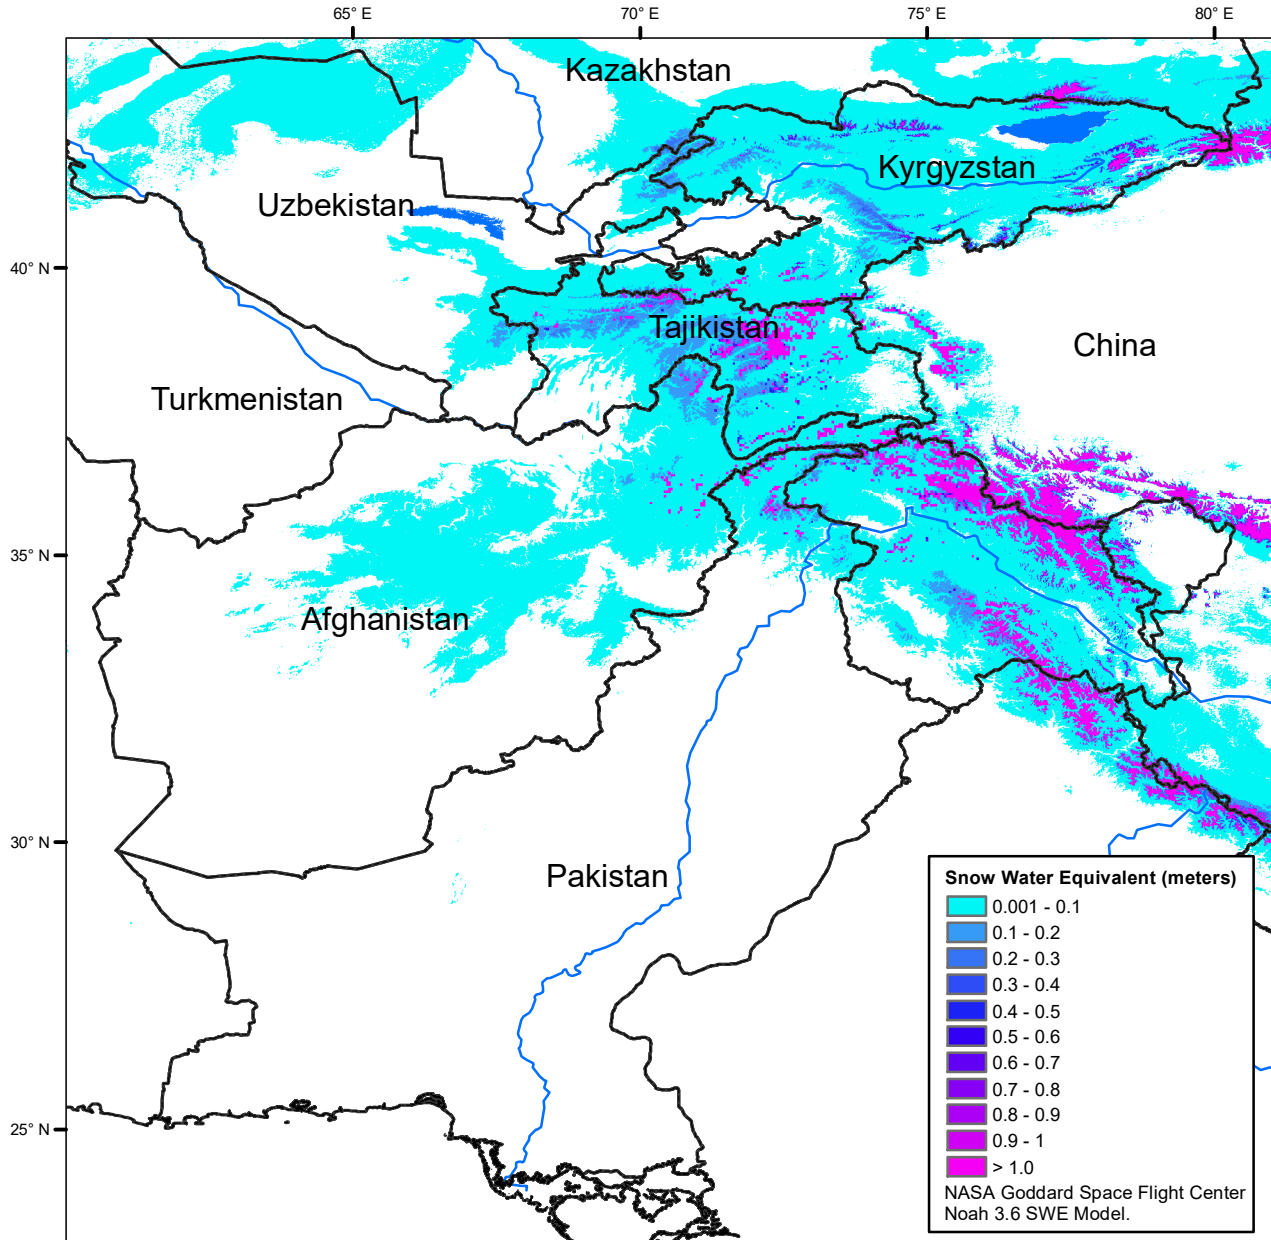 65° E
70° E
75° E
80° E
Kazakhstan
Kyrgyzstan
Uzbekistan
40° N
Tajikistan
China
Turkmenistan
35° N
Afghanistan
30° N
Pakistan
25° N
Snow Water Equivalent (meters)
0.001 - 0.1
0.1 - 0.2
0.2 - 0.3
0.3 - 0.4
0.4 - 0.5
0.5 - 0.6
0.6 - 0.7
0.7 - 0.8
0.8 - 0.9
0.9 - 1
> 1.0
NASA Goddard Space Flight Center
Noah 3.6 SWE Model.